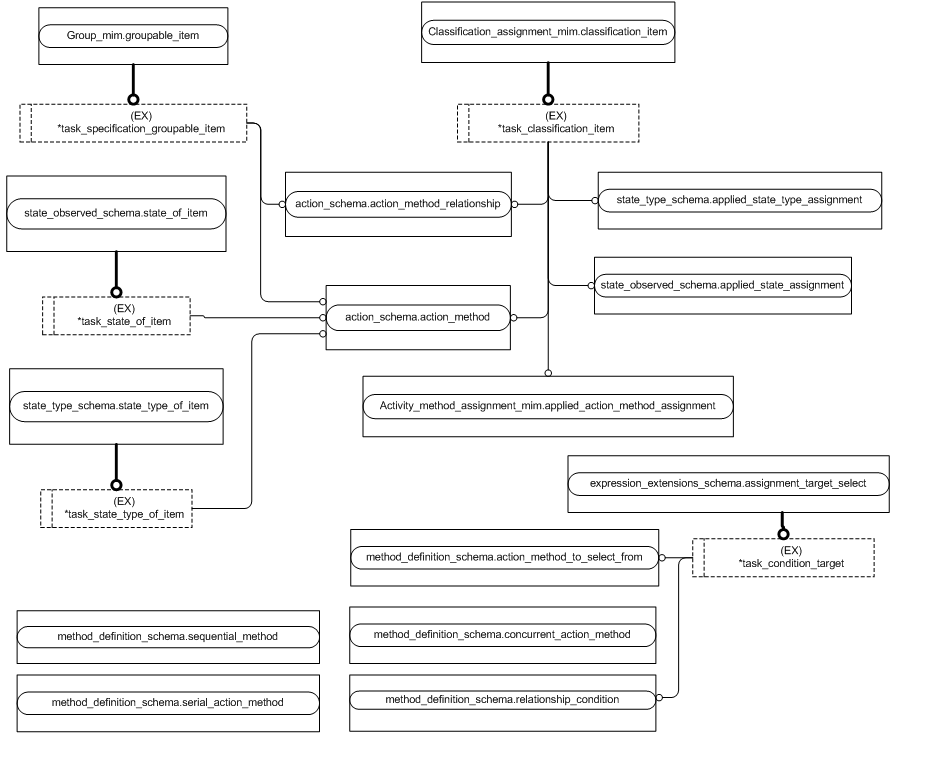 Group_mim.groupable_item
Classification_assignment_mim.classification_item
(EX)
*task_specification_groupable_item
(EX)
*task_classification_item
state_observed_schema.state_of_item
action_schema.action_method_relationship
state_type_schema.applied_state_type_assignment
state_observed_schema.applied_state_assignment
(EX)
*task_state_of_item
action_schema.action_method
state_type_schema.state_type_of_item
Activity_method_assignment_mim.applied_action_method_assignment
(EX)
*task_state_type_of_item
expression_extensions_schema.assignment_target_select
method_definition_schema.action_method_to_select_from
(EX)
*task_condition_target
method_definition_schema.sequential_method
method_definition_schema.concurrent_action_method
method_definition_schema.serial_action_method
method_definition_schema.relationship_condition